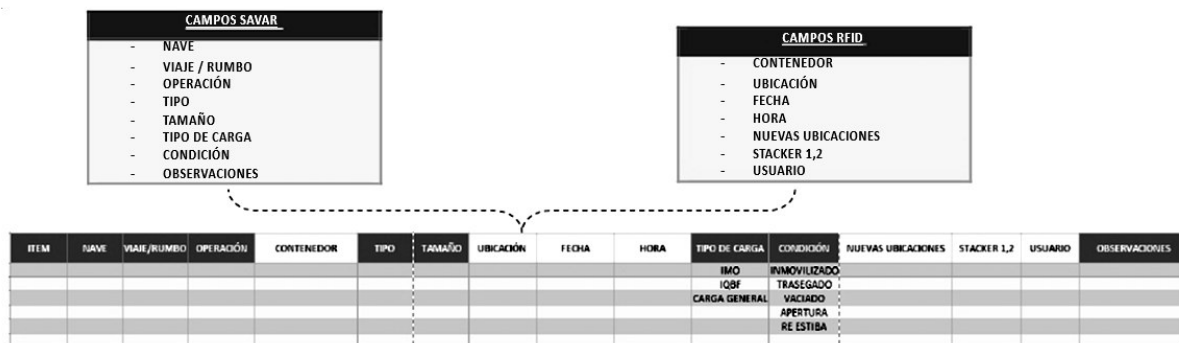 CAMPOS SAVAR
- NAVE
- VIAJE / RUMBO
- OPERACIÓN
- TIPO
- TAMAÑO
- TIPO DE CARGA
- CONDICIÓN
- OBSERVACIONES
CAMPOS RFID
- CONTENEDOR
- UBICACIÓN
- FECHA
- HORA
- NUEVAS UBICACIONES
- STACKER 1,2
- USUARIO
ITEM NAVE VIAJE/RUMBO OPERACIÓN CONTENEDOR TIPO TAMAÑO UBICACIÓN FECHA HORA TIPO DE CARGA CONDICIÓN NUEVAS UBICACIONES STACKER 1,2 USUARIO OBSERVACIONES
IMO INMOVILIZADO
IQBF TRASEGADO
CARGA GENERAL VACIADO
APERTURA
RE ESTIBA